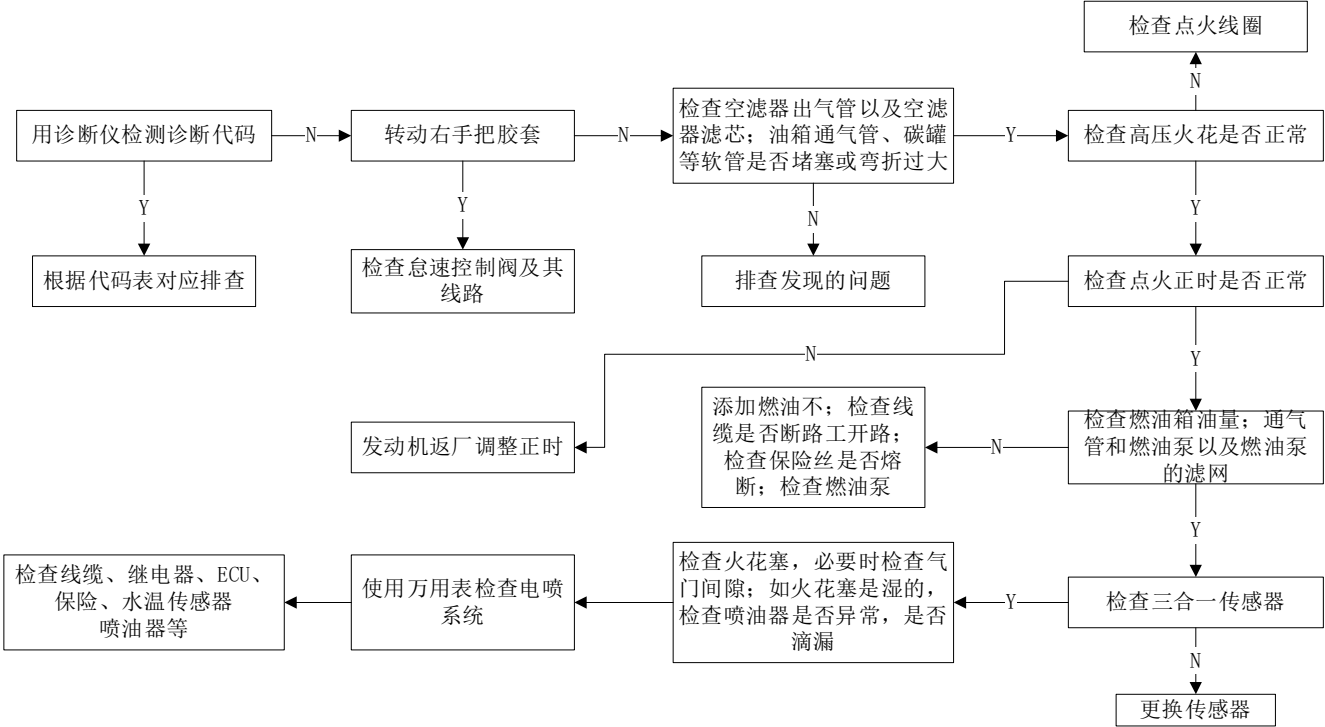 检查点火线圈
N
用诊断仪检测诊断代码
N
转动右手把胶套
N
检查空滤器出气管以及空滤
器滤芯；油箱通气管、碳罐
等软管是否堵塞或弯折过大
Y
检查高压火花是否正常
Y
Y
N
Y
根据代码表对应排查
检查怠速控制阀及其
线路
排查发现的问题
检查点火正时是否正常
N
Y
发动机返厂调整正时
添加燃油不；检查线
缆是否断路工开路；
检查保险丝是否熔
断；检查燃油泵
N
检查燃油箱油量；通气
管和燃油泵以及燃油泵
的滤网
Y
检查线缆、继电器、ECU、
保险、水温传感器
喷油器等
使用万用表检查电喷
系统
检查火花塞，必要时检查气
门间隙；如火花塞是湿的，
检查喷油器是否异常，是否
滴漏
Y
检查三合一传感器
N
更换传感器